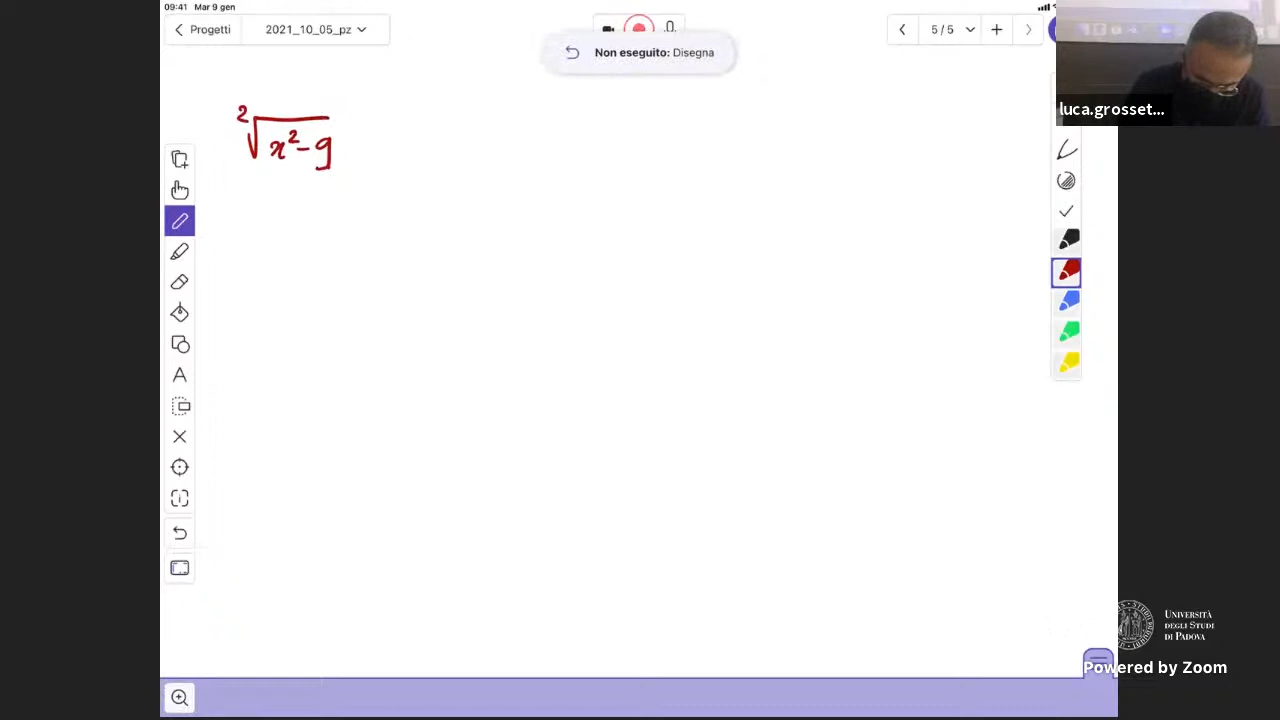 09:41 Mar 9 gen
Progetti
2021_10_05_pz
5/5
Non eseguito: Disegna
luca.grosset...
²√x²-9
A
UNIVERSITÀ
DEGLI STUDI
DI PADOVA
Powered by Zoom